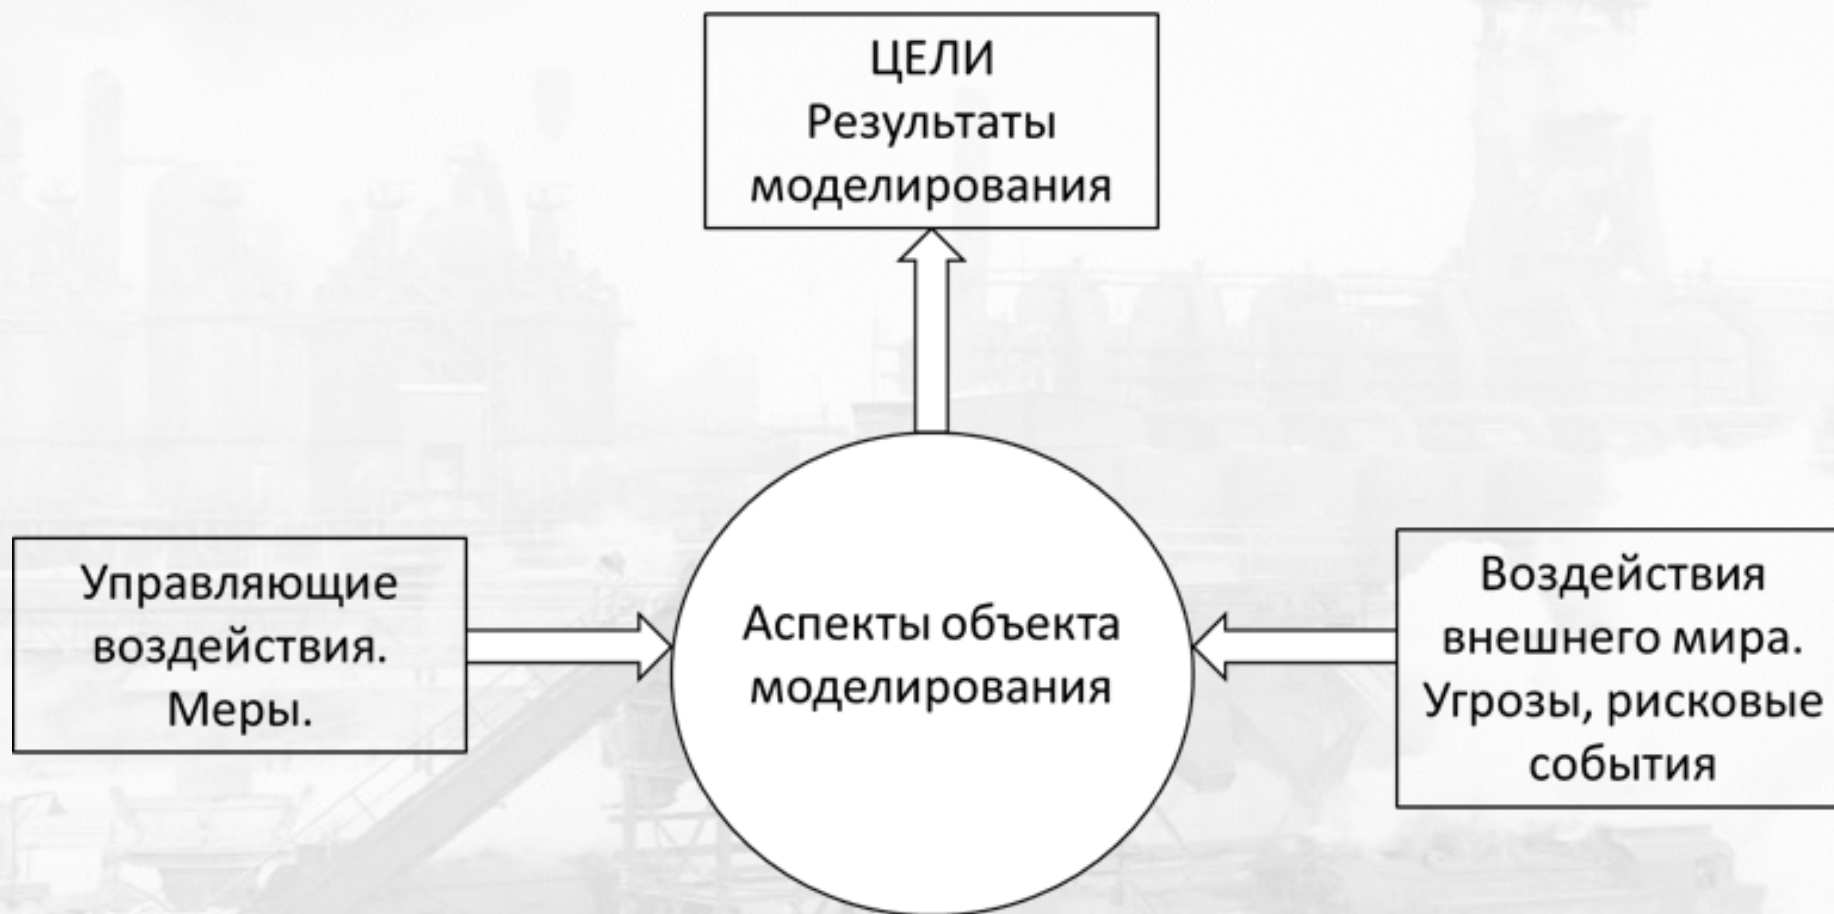 ЦЕЛИ
Результаты
моделирования
Управляющие
воздействия.
Меры.
Аспекты объекта
моделирования
Воздействия
внешнего мира.
Угрозы, рисковые
события